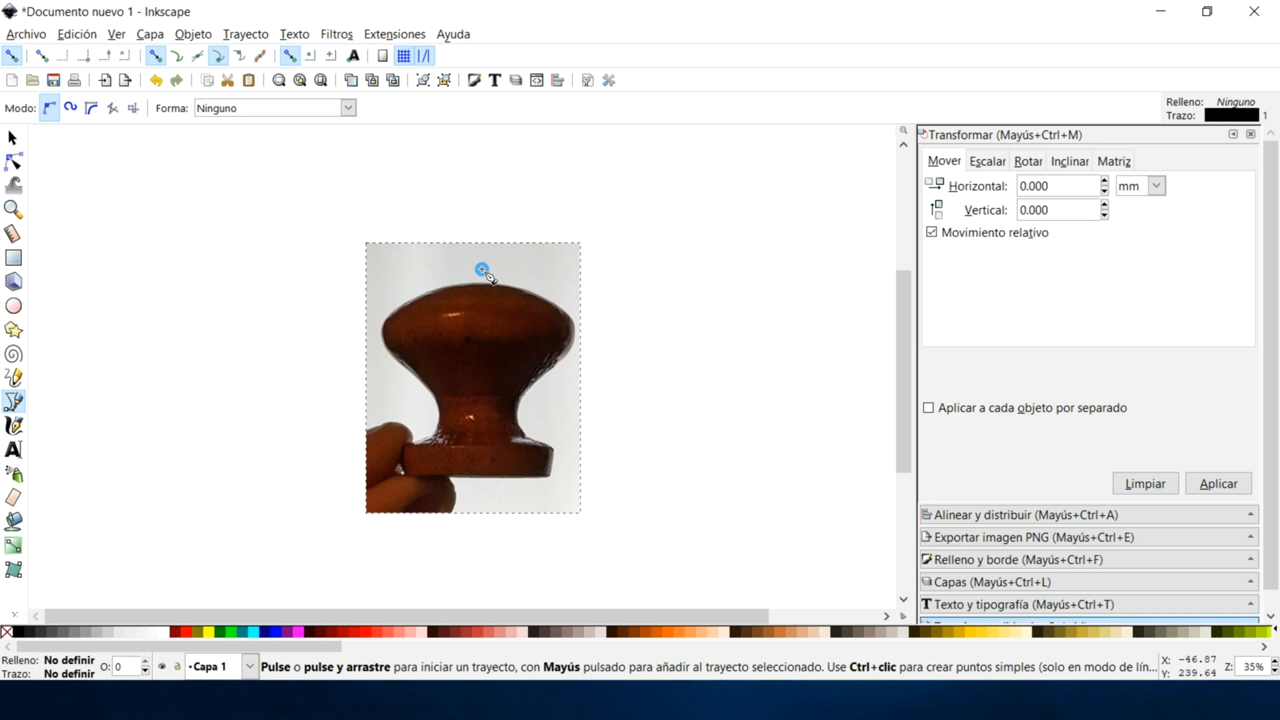 *Documento nuevo 1 - Inkscape
Archivo Edición Ver Capa Objeto Trayecto Texto Filtros Extensiones Ayuda
Modo: Forma: Ninguno
Relleno: Ninguno
Trazo: 1
Transformar (Mayús+Ctrl+M)
Mover Escalar Rotar Inclinar Matriz
Horizontal: 0.000 mm
Vertical: 0.000
Movimiento relativo
Aplicar a cada objeto por separado
Limpiar Aplicar
Alinear y distribuir (Mayús+Ctrl+A)
Exportar imagen PNG (Mayús+Ctrl+E)
Relleno y borde (Mayús+Ctrl+F)
Capas (Mayús+Ctrl+L)
Texto y tipografía (Mayús+Ctrl+T)
Relleno: No definir
Trazo: No definir
O: 0
•Capa 1
Pulse o pulse y arrastre para iniciar un trayecto, con Mayús pulsado para añadir al trayecto seleccionado. Use Ctrl+clic para crear puntos simples (solo en modo de lín...
X: -46.87
Y: 239.64
Z: 35%